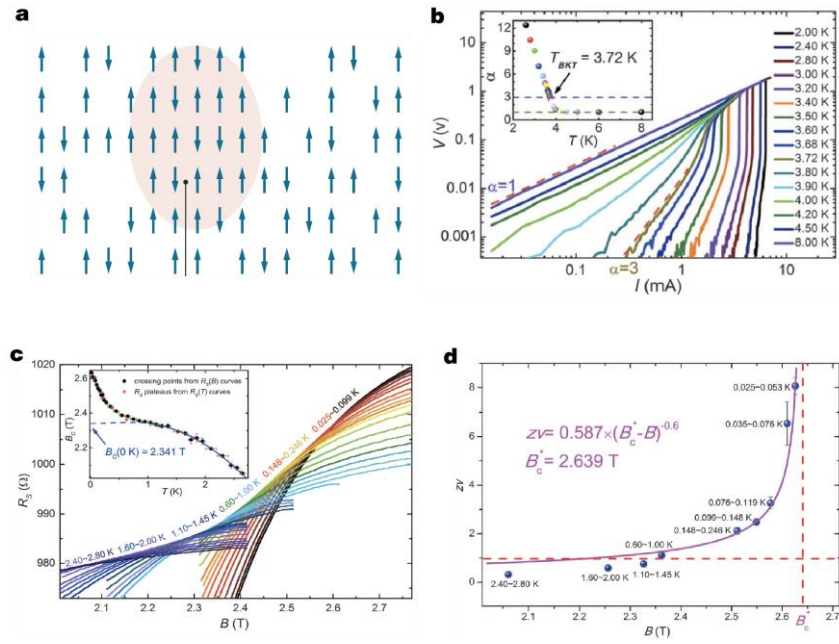 a
b
V (v)
1
0.1
0.01
0.001
0.1
1
10
I (mA)
α=1
α=3
α
12
9
6
3
0
2
4
6
8
T (K)
T_BKT = 3.72 K
2.00 K
2.40 K
2.80 K
3.00 K
3.20 K
3.40 K
3.50 K
3.60 K
3.68 K
3.72 K
3.80 K
3.90 K
4.00 K
4.20 K
4.50 K
8.00 K
c
R_S (Ω)
1020
1010
1000
990
980
2.1
2.2
2.3
2.4
2.5
2.6
2.7
B (T)
B_C (T)
2.6
2.4
2.2
0
1
2
T (K)
crossing points from R_s(B) curves
R_s plateaus from R_s(T) curves
B_C(0 K) = 2.341 T
0.025~0.099 K
0.148~0.246 K
0.60~1.00 K
1.10~1.45 K
1.60~2.00 K
2.40~2.80 K
d
zν
8
6
4
2
0
2.1
2.2
2.3
2.4
2.5
2.6
2.7
B (T)
B_c^*
zν= 0.587×(B_c^*-B)^-0.6
B_c^*= 2.639 T
0.025~0.053 K
0.035~0.076 K
0.076~0.119 K
0.099~0.148 K
0.148~0.246 K
0.60~1.00 K
1.10~1.45 K
1.60~2.00 K
2.40~2.80 K